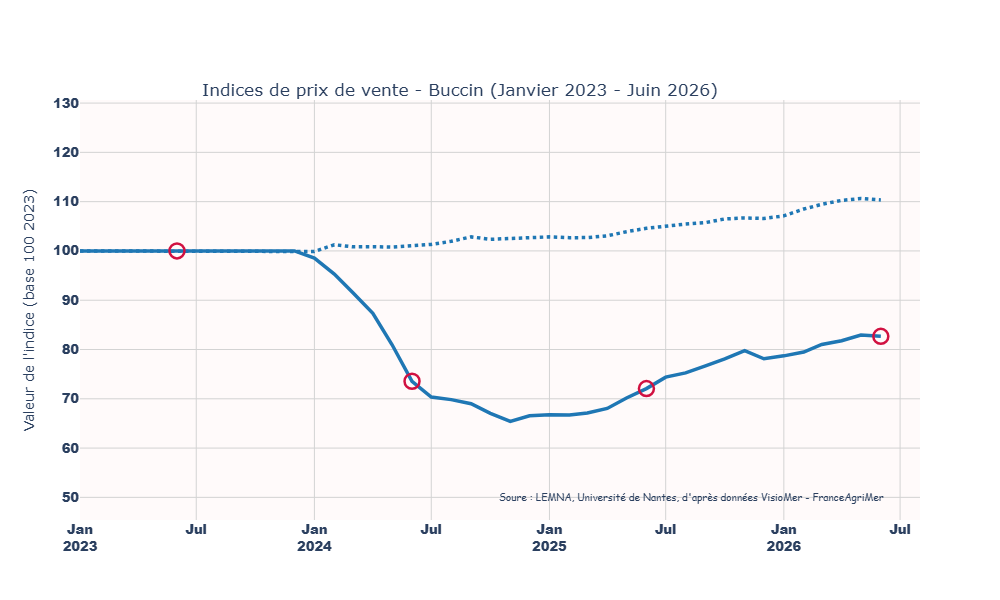 Indices de prix de vente - Buccin (Janvier 2023 - Juin 2026)
Valeur de l'indice (base 100 2023)
130
120
110
100
90
80
70
60
50
Soure : LEMNA, Université de Nantes, d'après données VisioMer - FranceAgriMer
Jan Jul Jan Jul Jan Jul Jan Jul
2023 2024 2025 2026